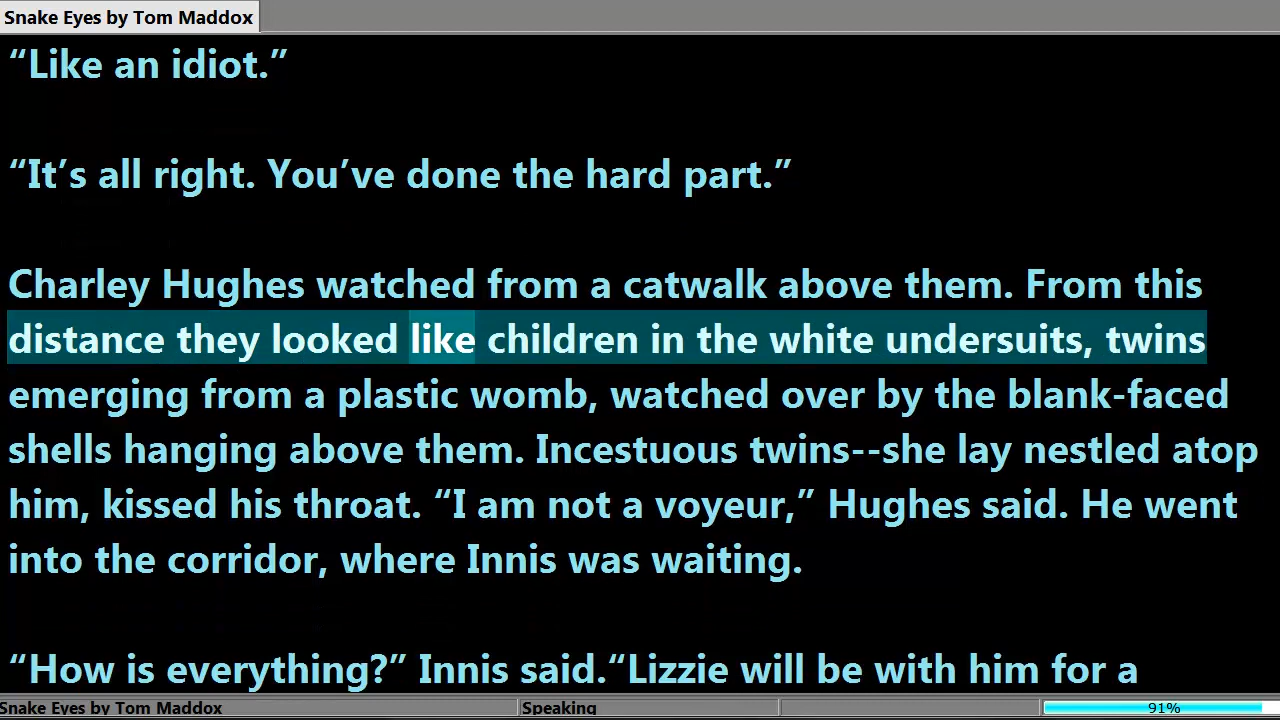 Snake Eyes by Tom Maddox
“Like an idiot.”
“It’s all right. You’ve done the hard part.”
Charley Hughes watched from a catwalk above them. From this
distance they looked like children in the white undersuits, twins
emerging from a plastic womb, watched over by the blank-faced
shells hanging above them. Incestuous twins--she lay nestled atop
him, kissed his throat. “I am not a voyeur,” Hughes said. He went
into the corridor, where Innis was waiting.
“How is everything?” Innis said.“Lizzie will be with him for a
Snake Eyes by Tom Maddox Speaking 91%